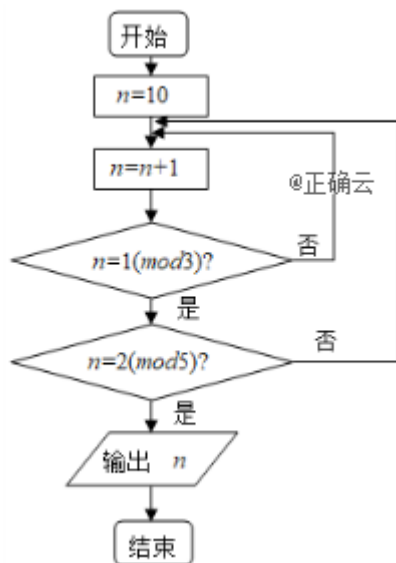 开始
n=10
n=n+1
@正确云
n=1(mod3)?
否
是
n=2(mod5)?
否
是
输出 n
结束